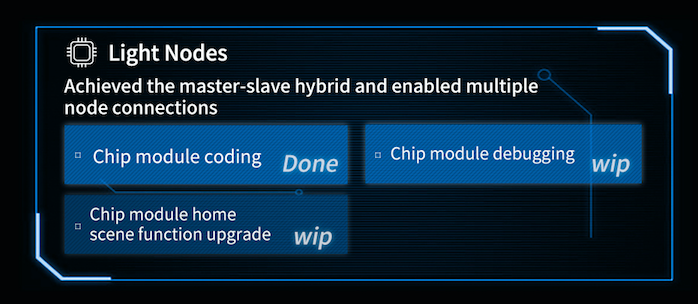 Light Nodes
Achieved the master-slave hybrid and enabled multiple
node connections
Chip module coding Done
Chip module debugging wip
Chip module home
scene function upgrade wip